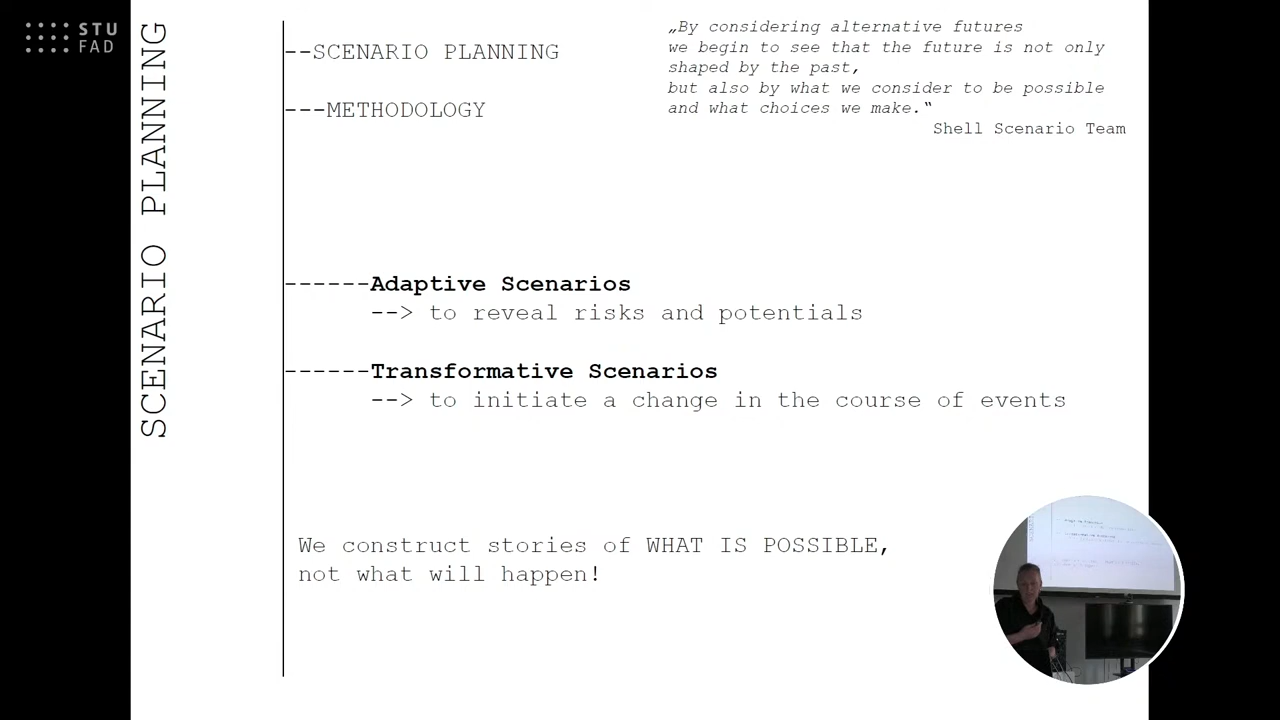 STU
FAD
SCENARIO PLANNING
--SCENARIO PLANNING
---METHODOLOGY
„By considering alternative futures
we begin to see that the future is not only
shaped by the past,
but also by what we consider to be possible
and what choices we make.“
Shell Scenario Team
------Adaptive Scenarios
--> to reveal risks and potentials
------Transformative Scenarios
--> to initiate a change in the course of events
We construct stories of WHAT IS POSSIBLE,
not what will happen!